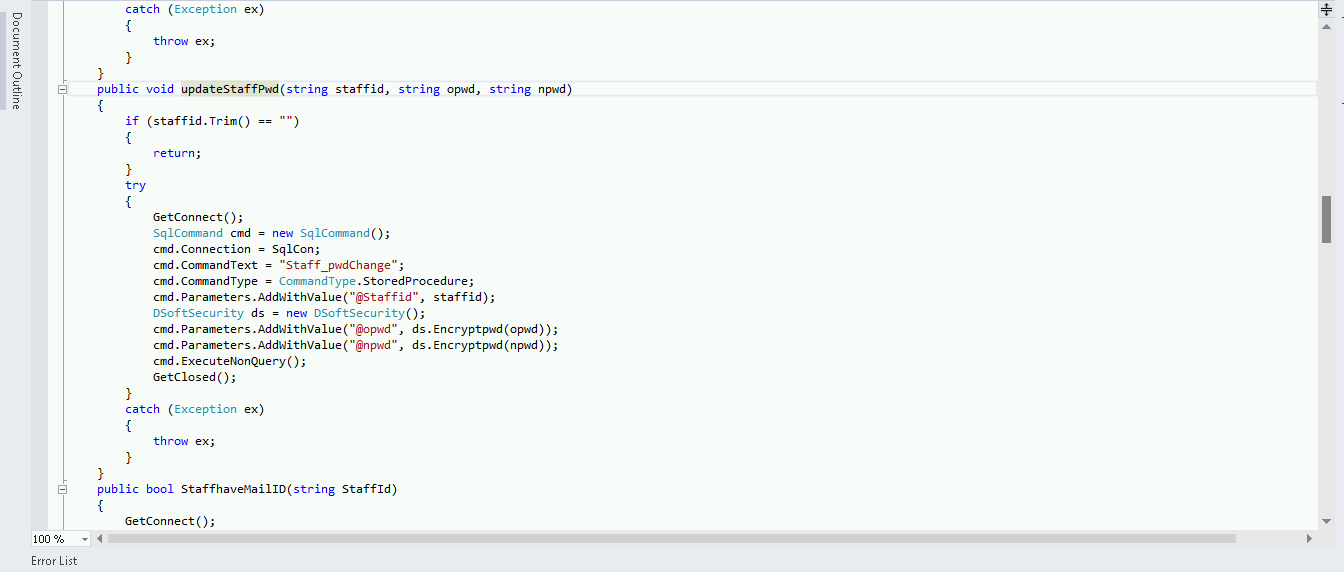 Document Outline
catch (Exception ex)
{
throw ex;
}
}
public void updateStaffPwd(string staffid, string opwd, string npwd)
{
if (staffid.Trim() == "")
{
return;
}
try
{
GetConnect();
SqlCommand cmd = new SqlCommand();
cmd.Connection = SqlCon;
cmd.CommandText = "Staff_pwdChange";
cmd.CommandType = CommandType.StoredProcedure;
cmd.Parameters.AddWithValue("@Staffid", staffid);
DSoftSecurity ds = new DSoftSecurity();
cmd.Parameters.AddWithValue("@opwd", ds.Encryptpwd(opwd));
cmd.Parameters.AddWithValue("@npwd", ds.Encryptpwd(npwd));
cmd.ExecuteNonQuery();
GetClosed();
}
catch (Exception ex)
{
throw ex;
}
}
public bool StaffhaveMailID(string StaffId)
{
GetConnect();
100 %
Error List